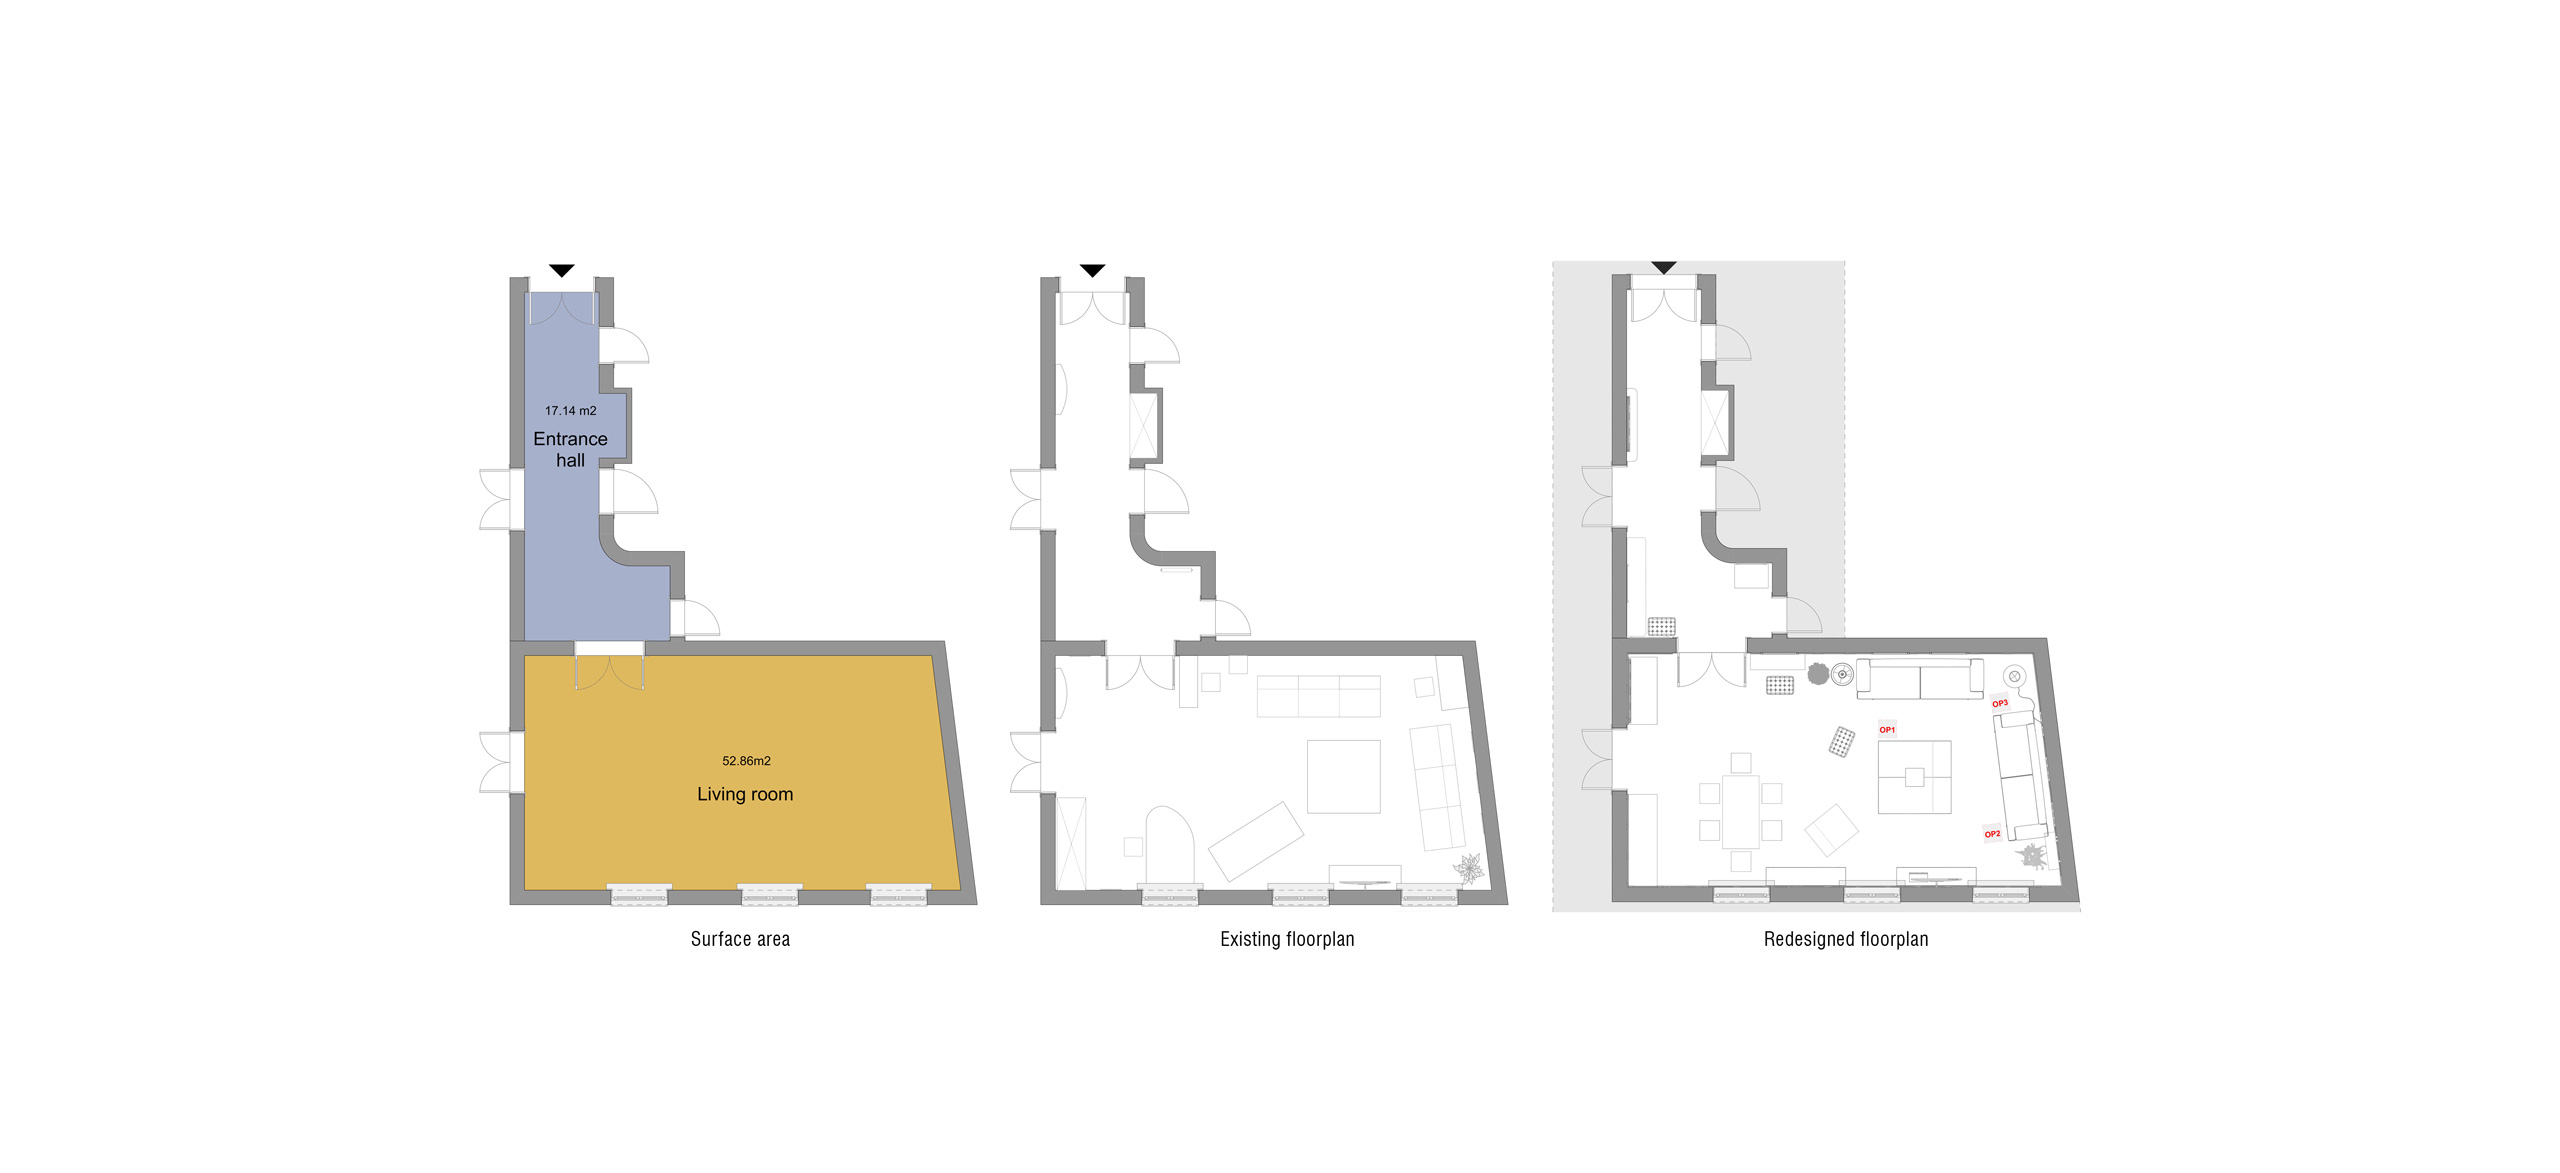 17.14 m2
Entrance
hall
52.86m2
Living room
Surface area
Existing floorplan
OP3
OP1
OP2
Redesigned floorplan